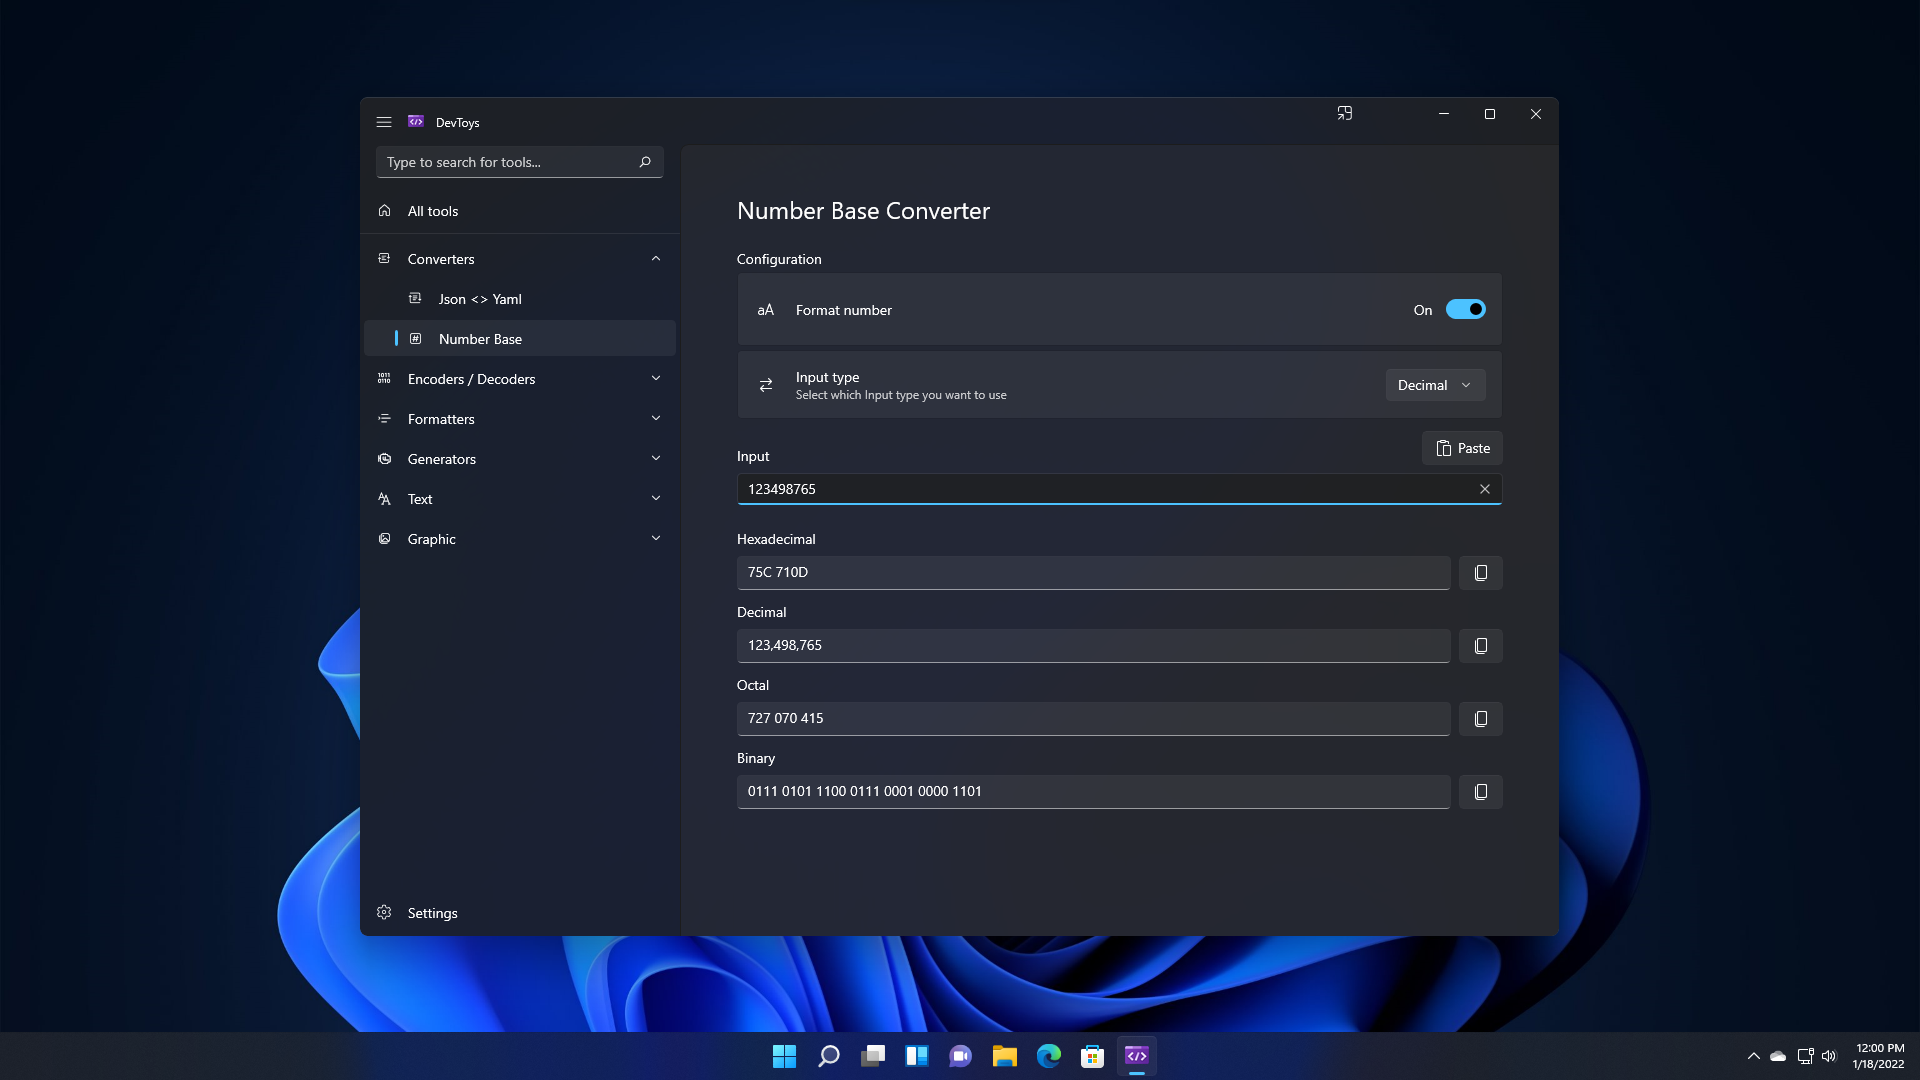 DevToys
Type to search for tools...
All tools
Converters
Json <> Yaml
Number Base
Encoders / Decoders
Formatters
Generators
Text
Graphic
Settings
Number Base Converter
Configuration
aA Format number On
Input type
Select which Input type you want to use
Decimal
Paste
Input
123498765
Hexadecimal
75C 710D
Decimal
123,498,765
Octal
727 070 415
Binary
0111 0101 1100 0111 0001 0000 1101
12:00 PM
1/18/2022